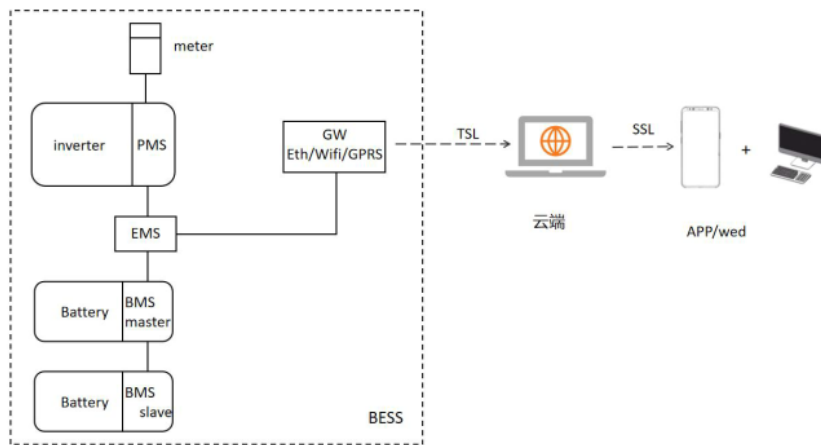 meter
inverter
PMS
GW
Eth/Wifi/GPRS
TSL
SSL
+
EMS
云端
APP/wed
Battery
BMS
master
Battery
BMS
slave
BESS